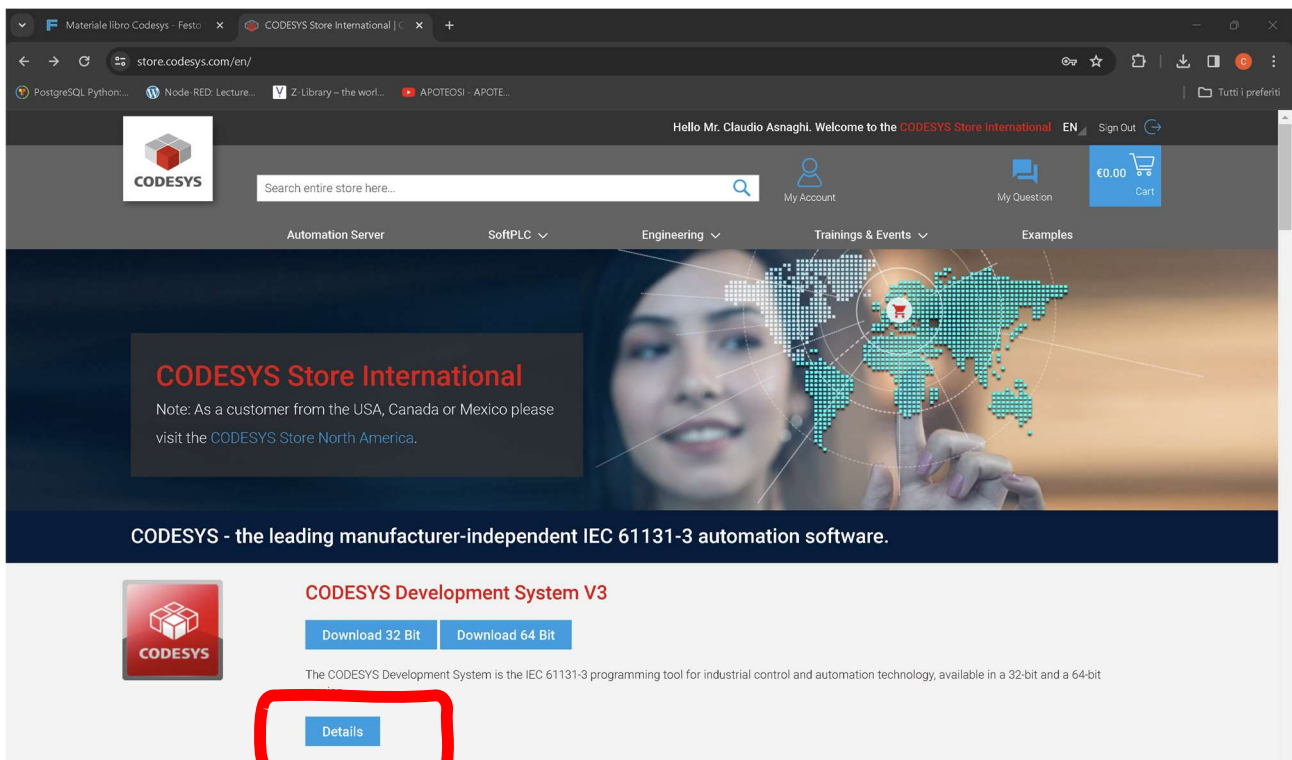 Materiale libro Codesys - Festo
CODESYS Store International | C
store.codesys.com/en/
PostgreSQL Python:...
Node-RED: Lecture...
Z-Library – the worl...
APOTEOSI - APOTE...
Tutti i preferiti
Hello Mr. Claudio Asnaghi. Welcome to the CODESYS Store International
EN
Sign Out
CODESYS
Search entire store here...
My Account
My Question
€0.00
Cart
Automation Server
SoftPLC
Engineering
Trainings & Events
Examples
CODESYS Store International
Note: As a customer from the USA, Canada or Mexico please
visit the CODESYS Store North America.
CODESYS - the leading manufacturer-independent IEC 61131-3 automation software.
CODESYS
CODESYS Development System V3
Download 32 Bit
Download 64 Bit
The CODESYS Development System is the IEC 61131-3 programming tool for industrial control and automation technology, available in a 32-bit and a 64-bit
Details